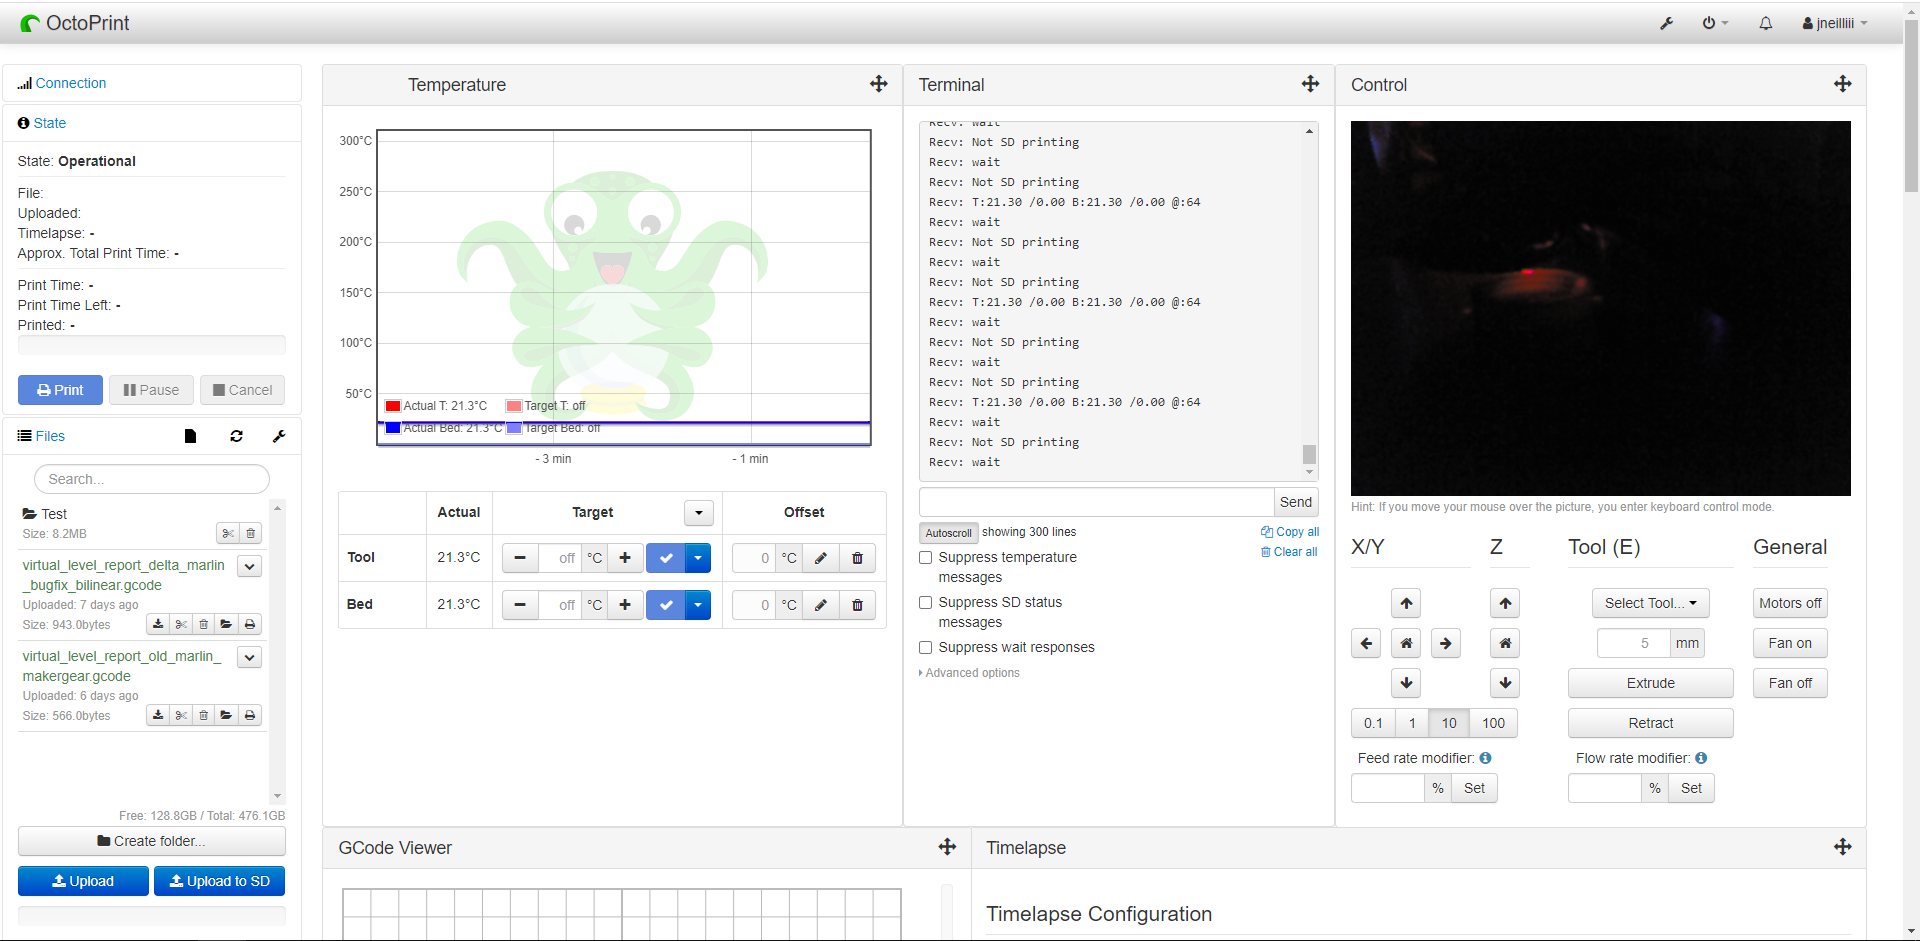 OctoPrint
jneilliii
Connection
State
State: Operational
File:
Uploaded:
Timelapse: -
Approx. Total Print Time: -
Print Time: -
Print Time Left: -
Printed: -
Print
Pause
Cancel
Files
Search...
Test
Size: 8.2MB
virtual_level_report_delta_marlin
_bugfix_bilinear.gcode
Uploaded: 7 days ago
Size: 943.0bytes
virtual_level_report_old_marlin_
makergear.gcode
Uploaded: 6 days ago
Size: 566.0bytes
Free: 128.8GB / Total: 476.1GB
Create folder...
Upload
Upload to SD
Temperature
300°C
250°C
200°C
150°C
100°C
50°C
Actual T: 21.3°C
Target T: off
Actual Bed: 21.3°C
Target Bed: off
- 3 min
- 1 min
Actual
Target
Offset
Tool
21.3°C
off
°C
0
°C
Bed
21.3°C
off
°C
0
°C
Terminal
Recv: wait
Recv: Not SD printing
Recv: wait
Recv: Not SD printing
Recv: T:21.30 /0.00 B:21.30 /0.00 @:64
Recv: wait
Recv: Not SD printing
Recv: wait
Recv: Not SD printing
Recv: T:21.30 /0.00 B:21.30 /0.00 @:64
Recv: wait
Recv: Not SD printing
Recv: wait
Recv: Not SD printing
Recv: T:21.30 /0.00 B:21.30 /0.00 @:64
Recv: wait
Recv: Not SD printing
Recv: wait
Send
Autoscroll
showing 300 lines
Copy all
Clear all
Suppress temperature
messages
Suppress SD status
messages
Suppress wait responses
Advanced options
Control
Hint: If you move your mouse over the picture, you enter keyboard control mode.
X/Y
Z
Tool (E)
General
Select Tool...
Motors off
5
mm
Fan on
Extrude
Fan off
0.1
1
10
100
Retract
Feed rate modifier:
%
Set
Flow rate modifier:
%
Set
GCode Viewer
Timelapse
Timelapse Configuration